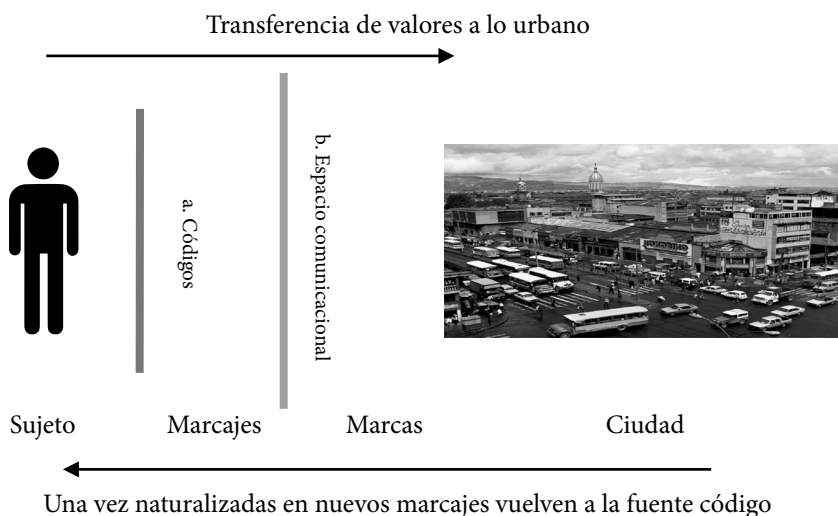 Transferencia de valores a lo urbano
a. Códigos
b. Espacio comunicacional
Sujeto
Marcajes
Marcas
Ciudad
Una vez naturalizadas en nuevos marcajes vuelven a la fuente código